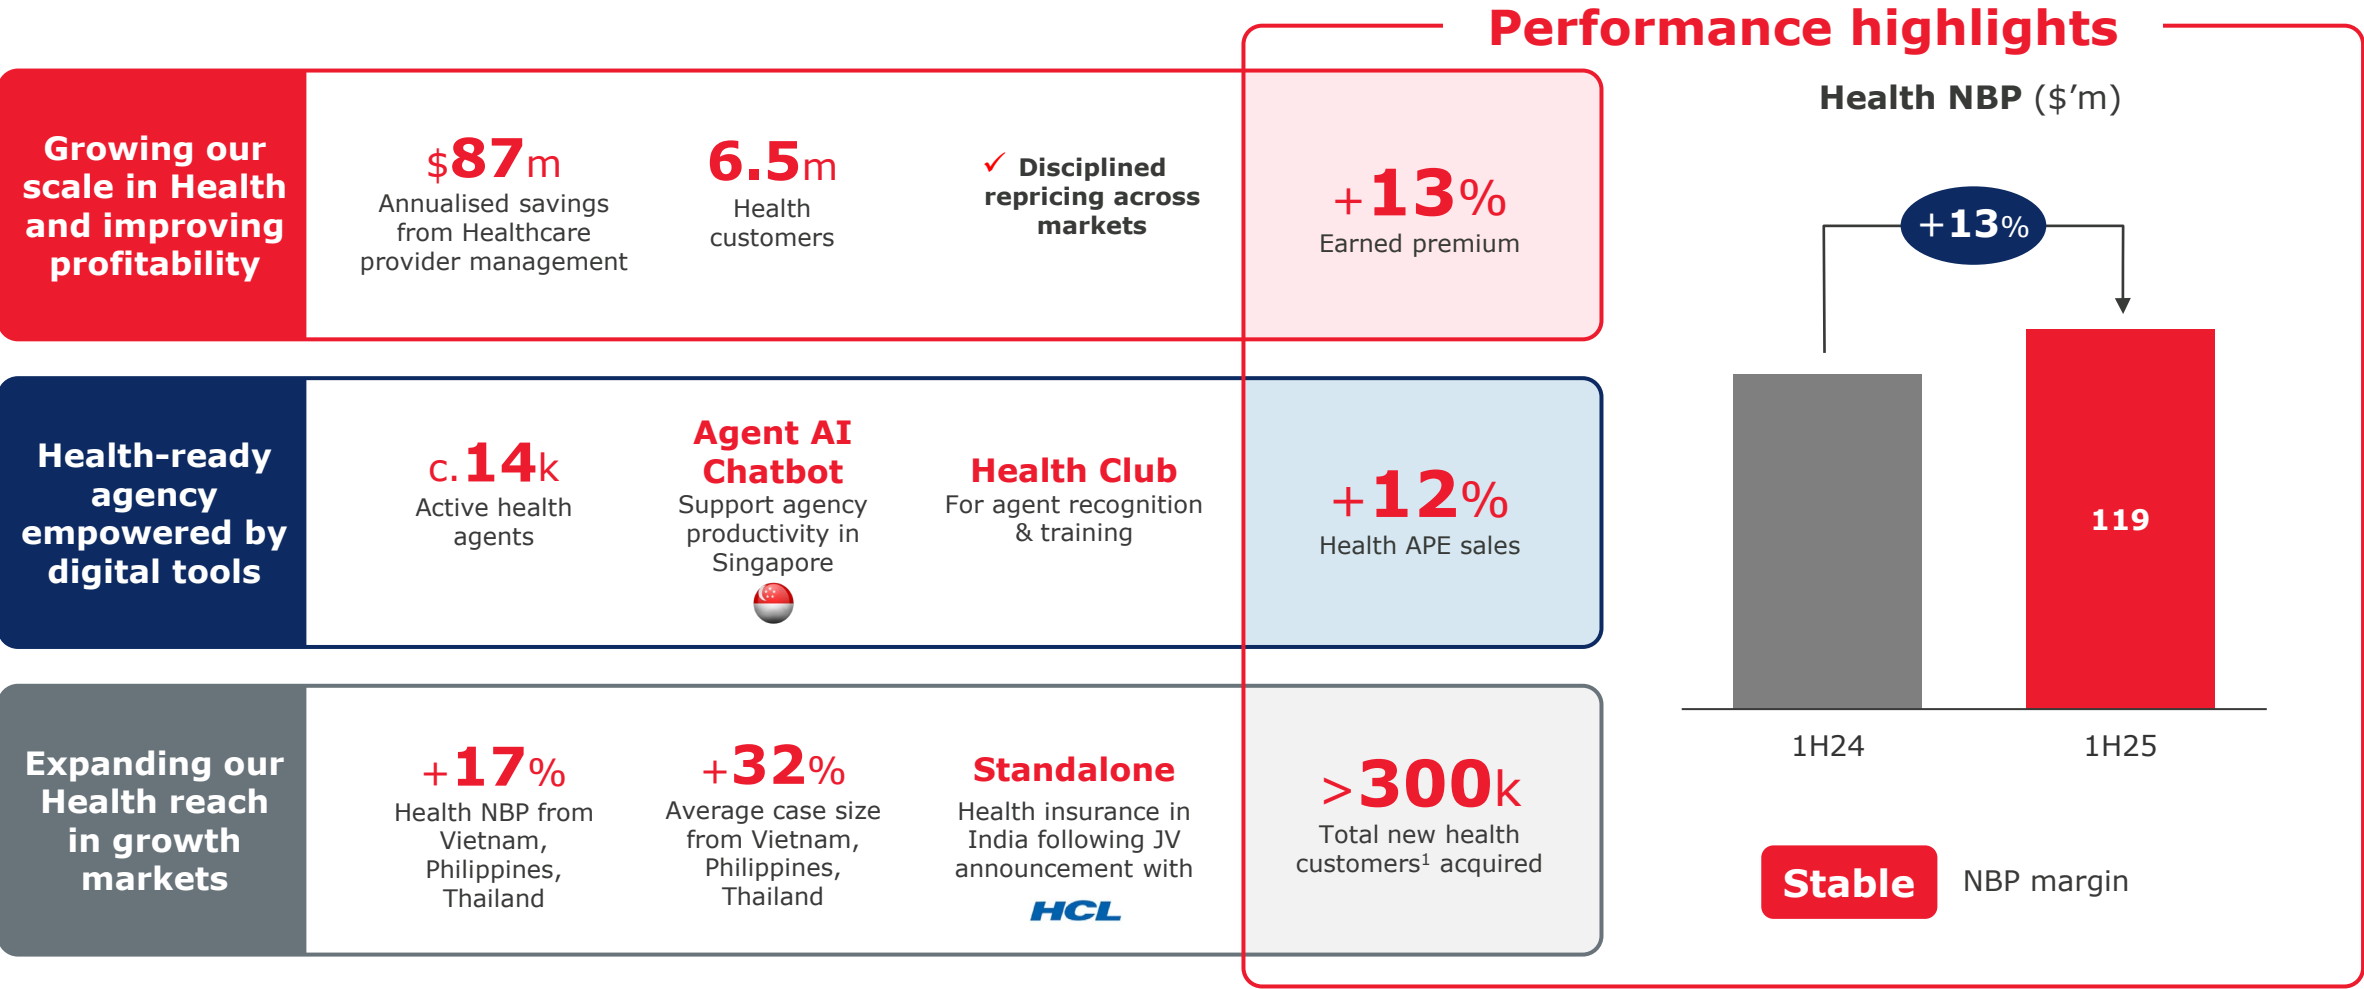 Performance highlights
Growing our
scale in Health
and improving
profitability
$87m
Annualised savings
from Healthcare
provider management
6.5m
Health
customers
✓ Disciplined
repricing across
markets
+13%
Earned premium
Health-ready
agency
empowered by
digital tools
c.14k
Active health
agents
Agent AI
Chatbot
Support agency
productivity in
Singapore
Health Club
For agent recognition
& training
+12%
Health APE sales
Expanding our
Health reach
in growth
markets
+17%
Health NBP from
Vietnam,
Philippines,
Thailand
+32%
Average case size
from Vietnam,
Philippines,
Thailand
Standalone
Health insurance in
India following JV
announcement with
HCL
>300k
Total new health
customers¹ acquired
Health NBP ($’m)
+13%
119
1H24 1H25
Stable NBP margin